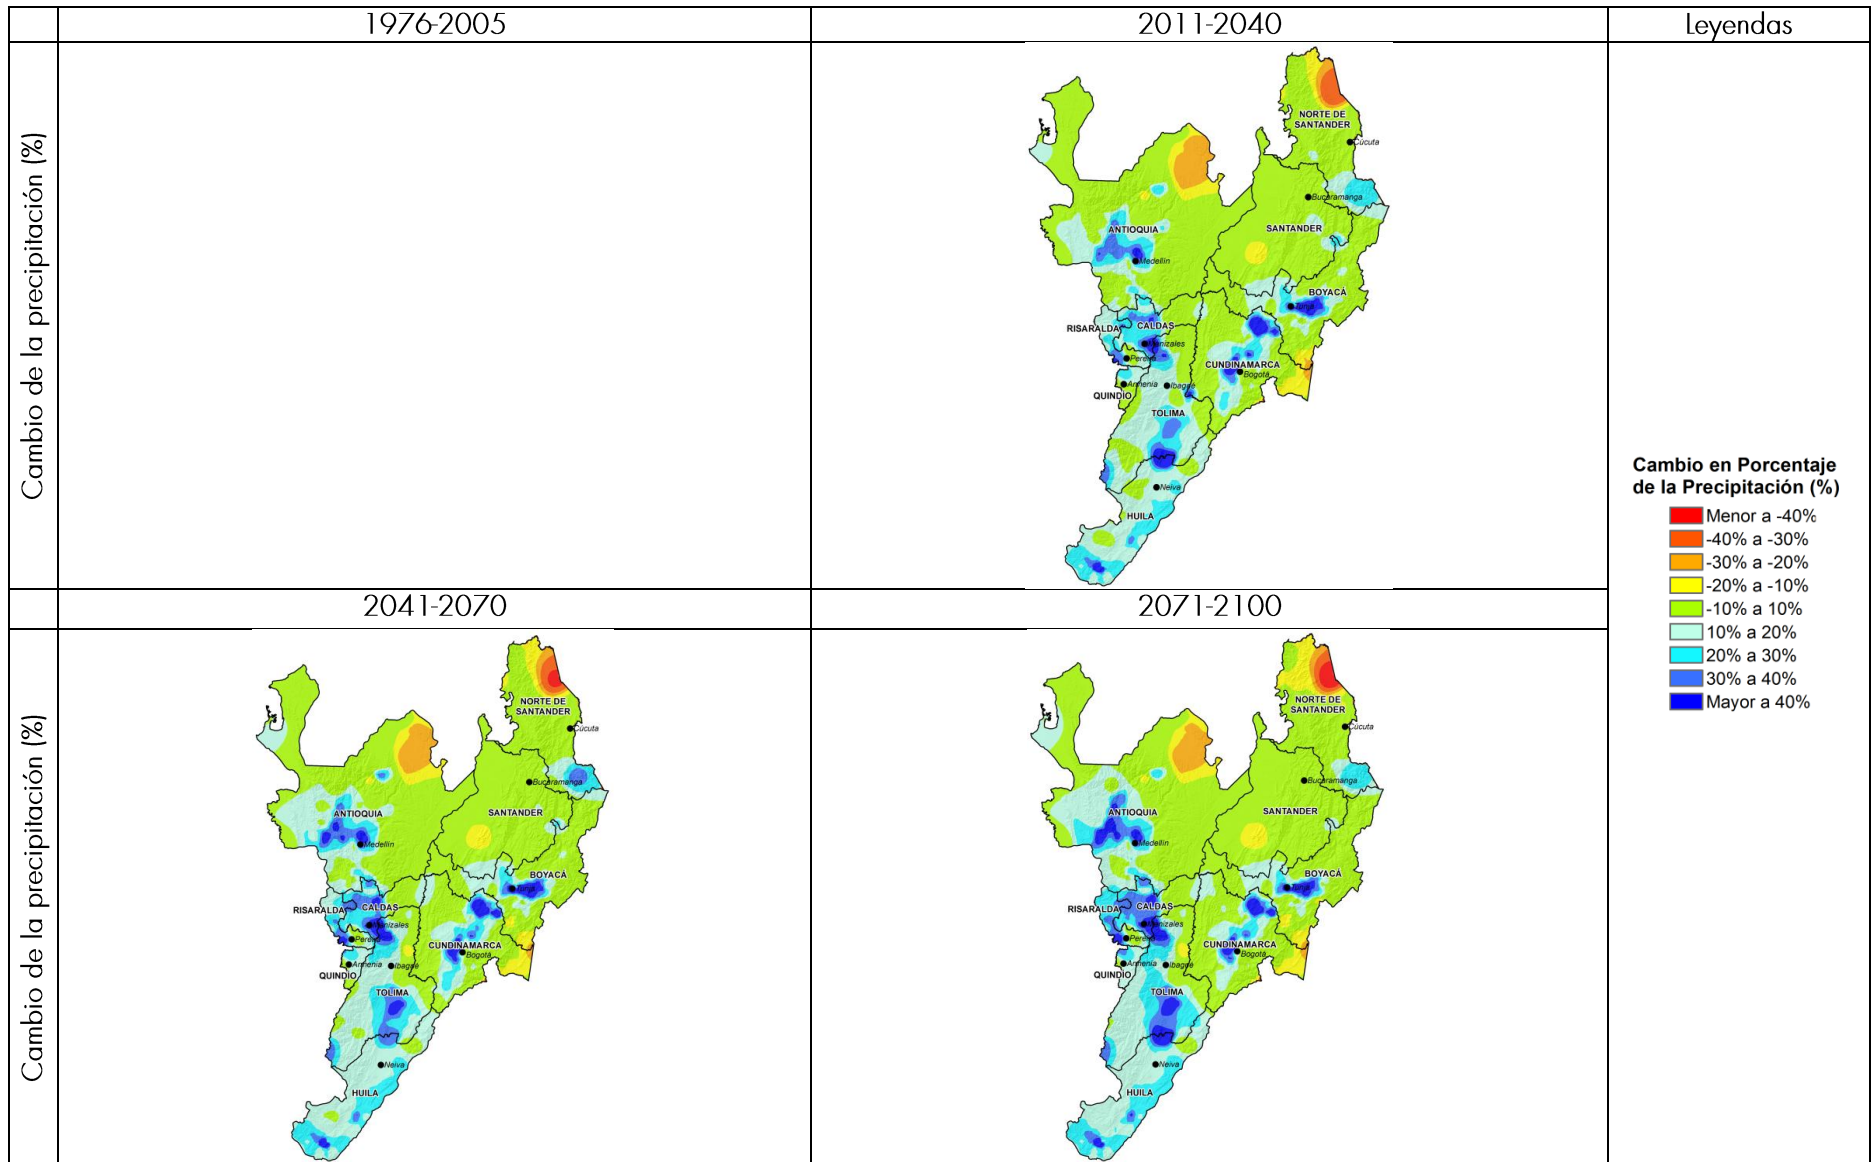 1976-2005
2011-2040
Leyendas
Cambio de la precipitación (%)
NORTE DE
SANTANDER
Cúcuta
Bucaramanga
SANTANDER
ANTIOQUIA
Medellín
BOYACÁ
Tunja
RISARALDA
CALDAS
Manizales
Pereira
CUNDINAMARCA
Bogotá
Armenia
Ibagué
QUINDÍO
TOLIMA
Neiva
HUILA
Cambio en Porcentaje
de la Precipitación (%)
Menor a -40%
-40% a -30%
-30% a -20%
-20% a -10%
-10% a 10%
10% a 20%
20% a 30%
30% a 40%
Mayor a 40%
2041-2070
2071-2100
Cambio de la precipitación (%)
NORTE DE
SANTANDER
Cúcuta
Bucaramanga
SANTANDER
ANTIOQUIA
Medellín
BOYACÁ
Tunja
RISARALDA
CALDAS
Manizales
Pereira
CUNDINAMARCA
Bogotá
Armenia
Ibagué
QUINDÍO
TOLIMA
Neiva
HUILA
NORTE DE
SANTANDER
Cúcuta
Bucaramanga
SANTANDER
ANTIOQUIA
Medellín
BOYACÁ
Tunja
RISARALDA
CALDAS
Manizales
Pereira
CUNDINAMARCA
Bogotá
Armenia
Ibagué
QUINDÍO
TOLIMA
Neiva
HUILA